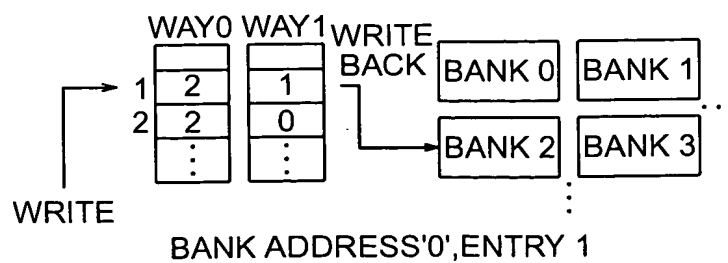 WAY0 WAY1
WRITE BACK
BANK 0 BANK 1
1 2 1
2 2 0
BANK 2 BANK 3
WRITE
BANK ADDRESS'0',ENTRY 1